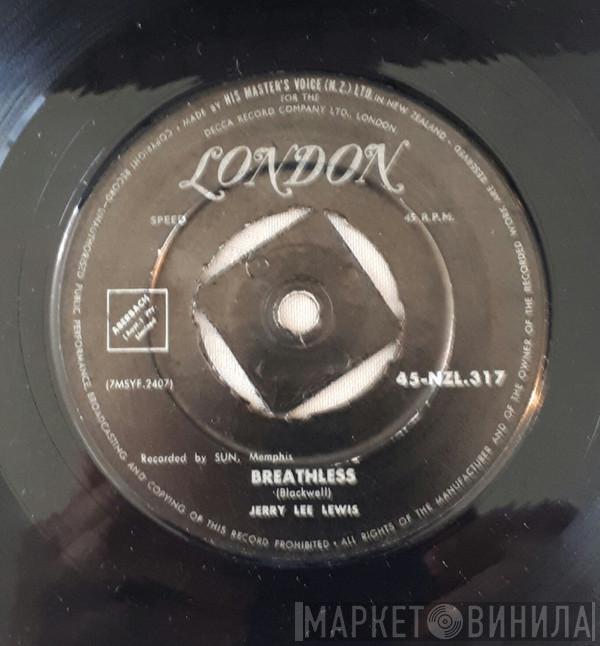 MADE BY HIS MASTER'S VOICE (N.Z.) LTD. IN NEW ZEALAND •
FOR THE
DECCA RECORD COMPANY LTD., LONDON
LONDON
SPEED
45 R.P.M.
ABERBACH
(7MSYF.2407)
45-NZL.317
Recorded by SUN, Memphis
BREATHLESS
(Blackwell)
JERRY LEE LEWIS
ALL RIGHTS OF THE MANUFACTURER AND OF THE OWNER OF THE RECORDED WORK ARE RESERVED •
COPYRIGHT RECORD—UNAUTHORISED PUBLIC PERFORMANCE, BROADCASTING AND COPYING OF THIS RECORD PROHIBITED •
МАРКЕТ ВИНИЛА